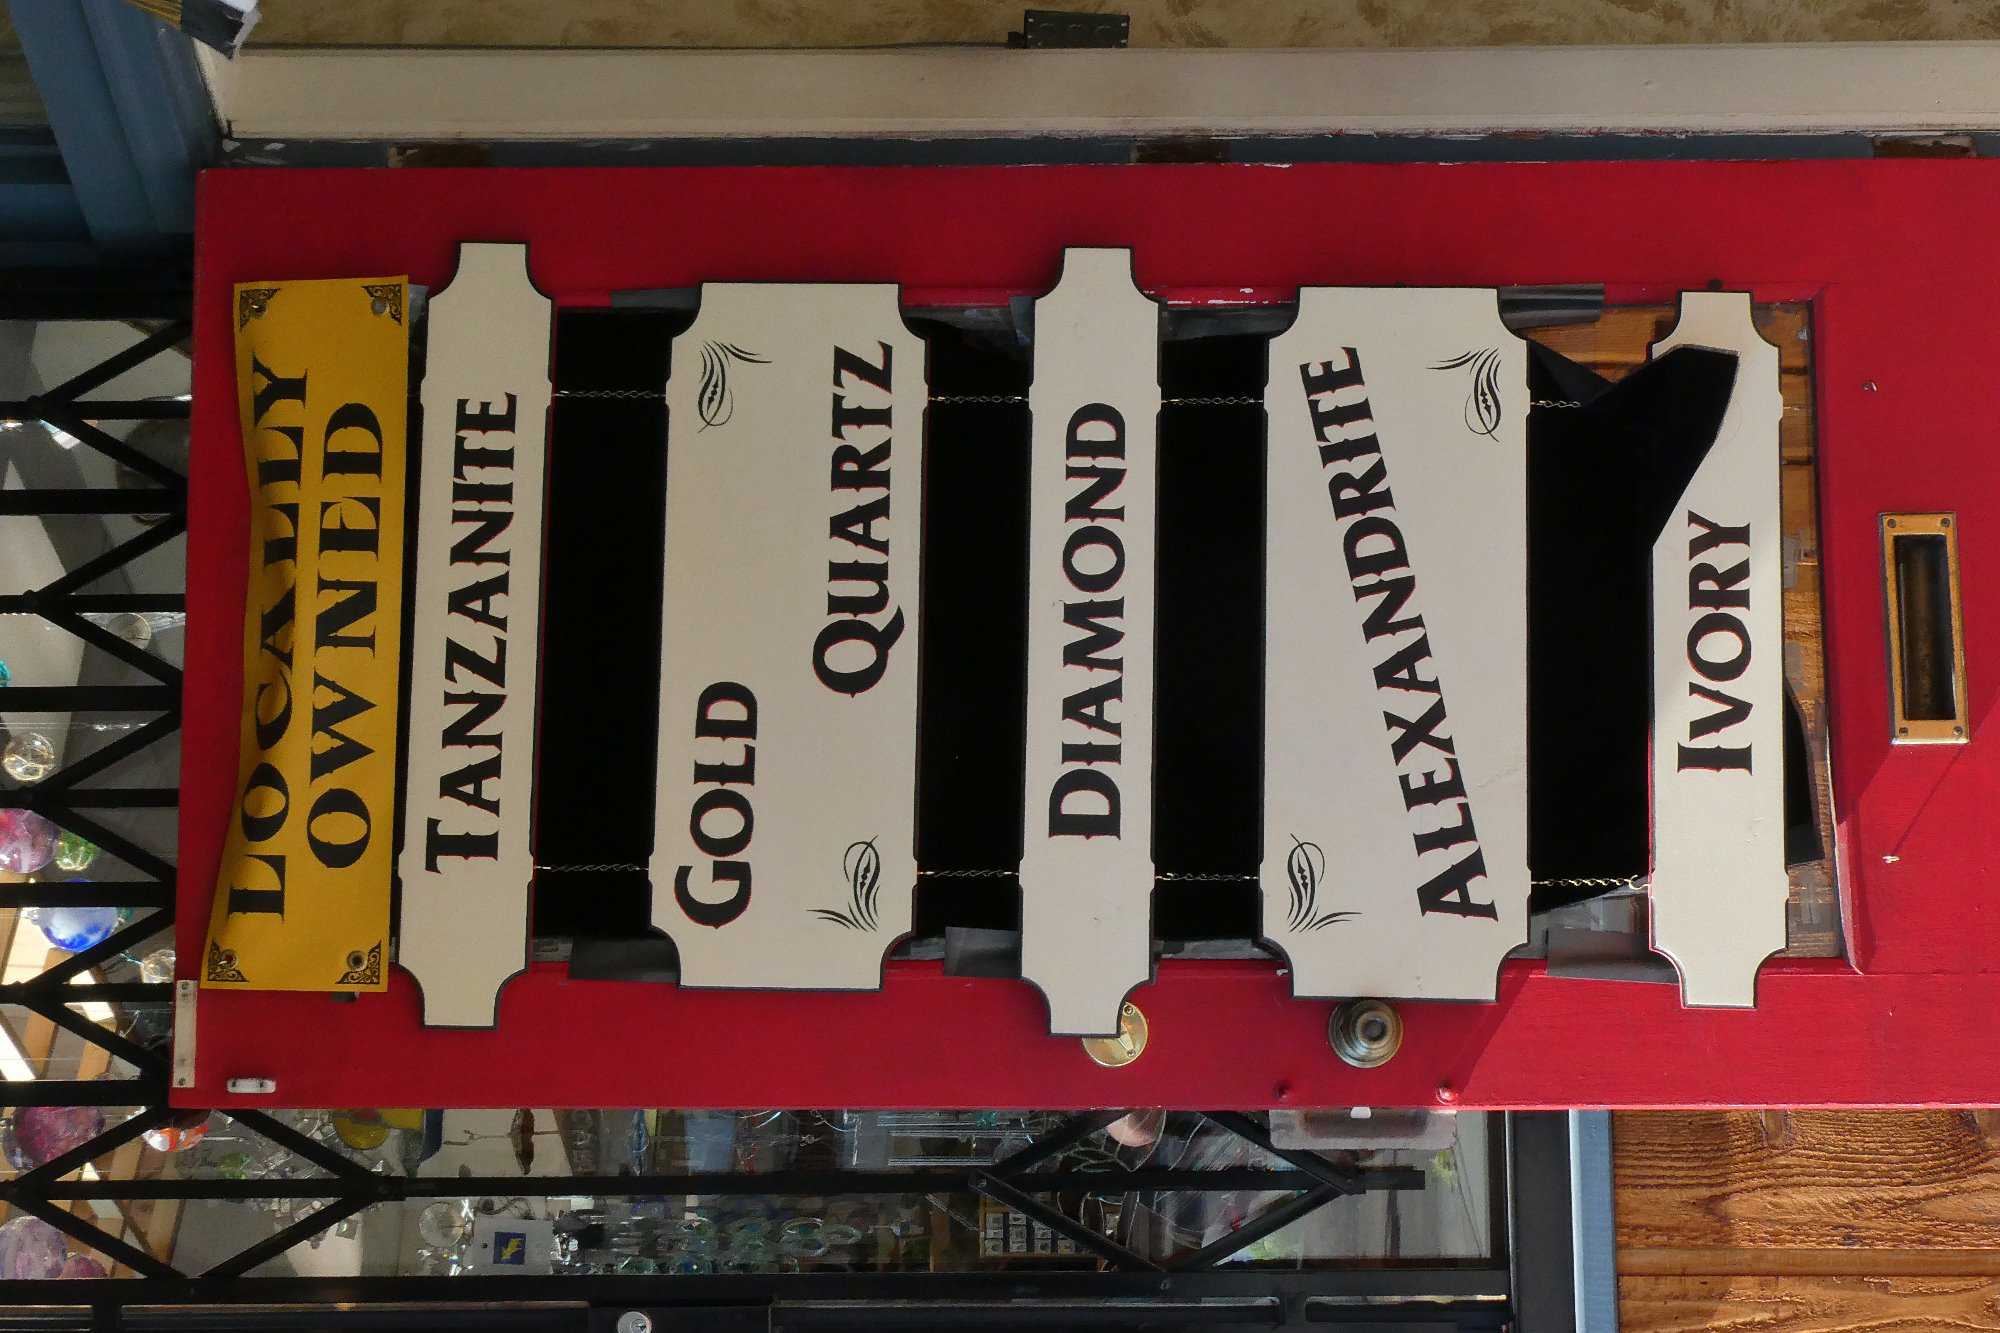 LOCALLY
OWNED
TANZANITE
GOLD
QUARTZ
DIAMOND
ALEXANDRITE
IVORY